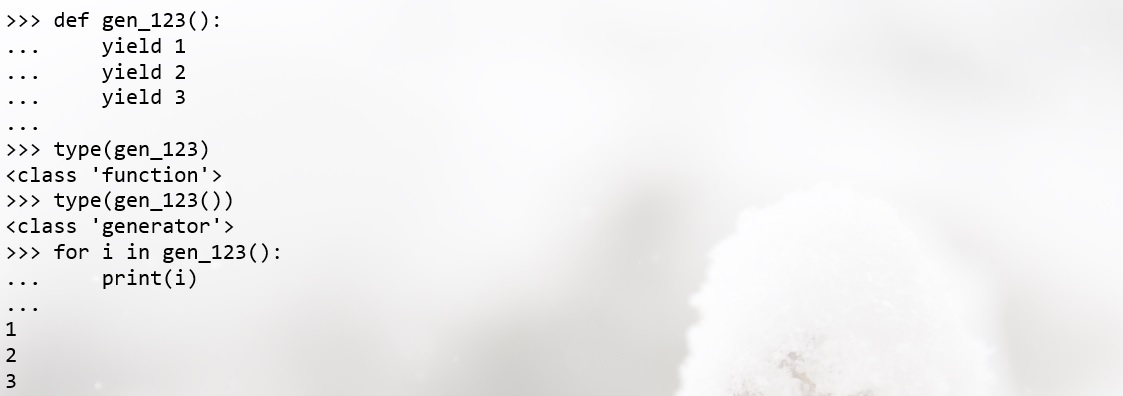 >>> def gen_123():
...     yield 1
...     yield 2
...     yield 3
...
>>> type(gen_123)
<class 'function'>
>>> type(gen_123())
<class 'generator'>
>>> for i in gen_123():
...     print(i)
...
1
2
3